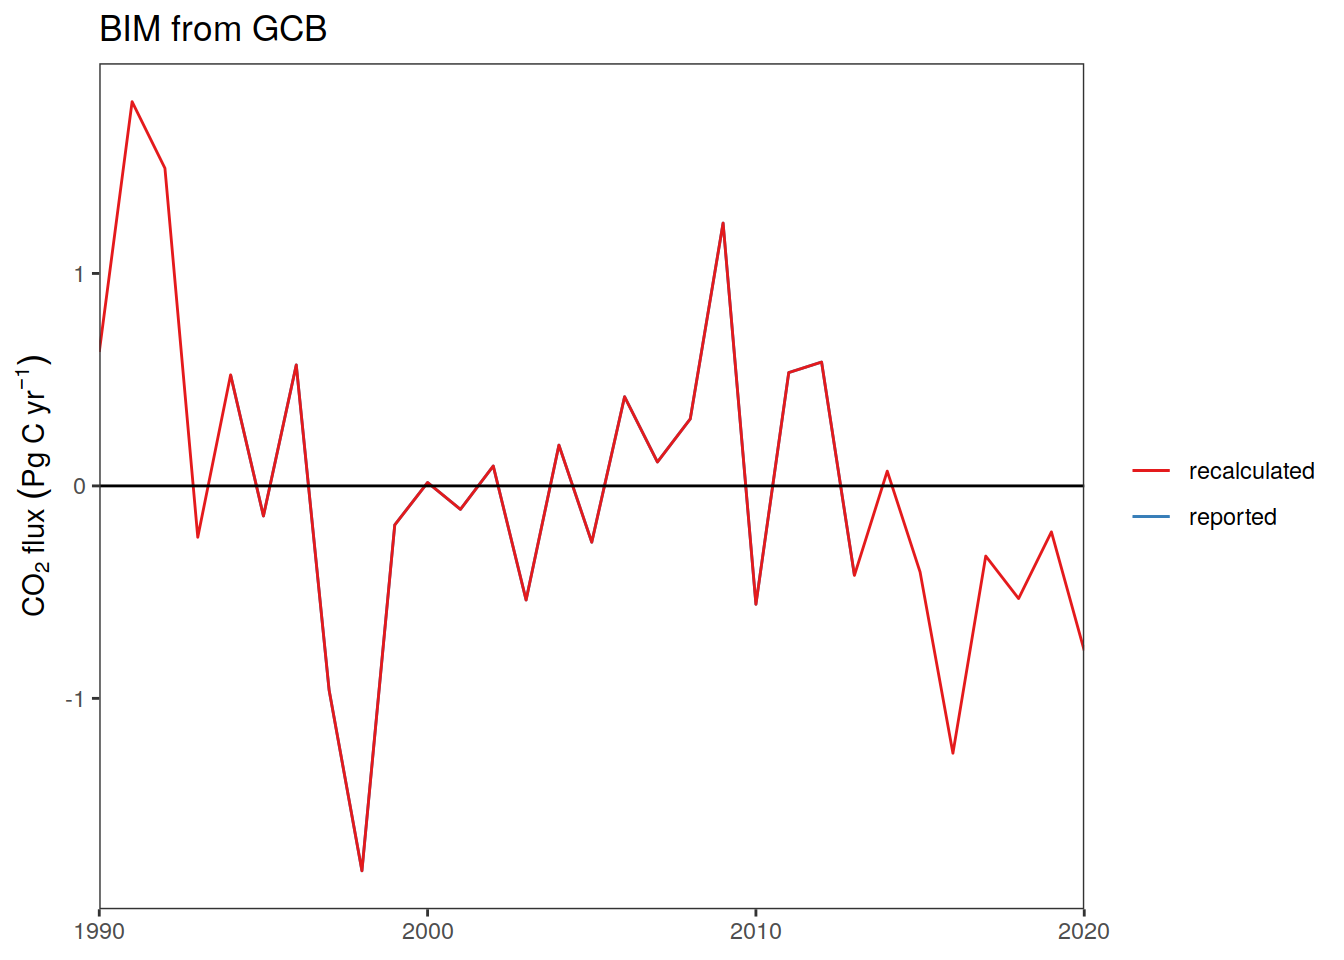 BIM from GCB
CO₂ flux (Pg C yr⁻¹)
1
0
-1
1990
2000
2010
2020
recalculated
reported